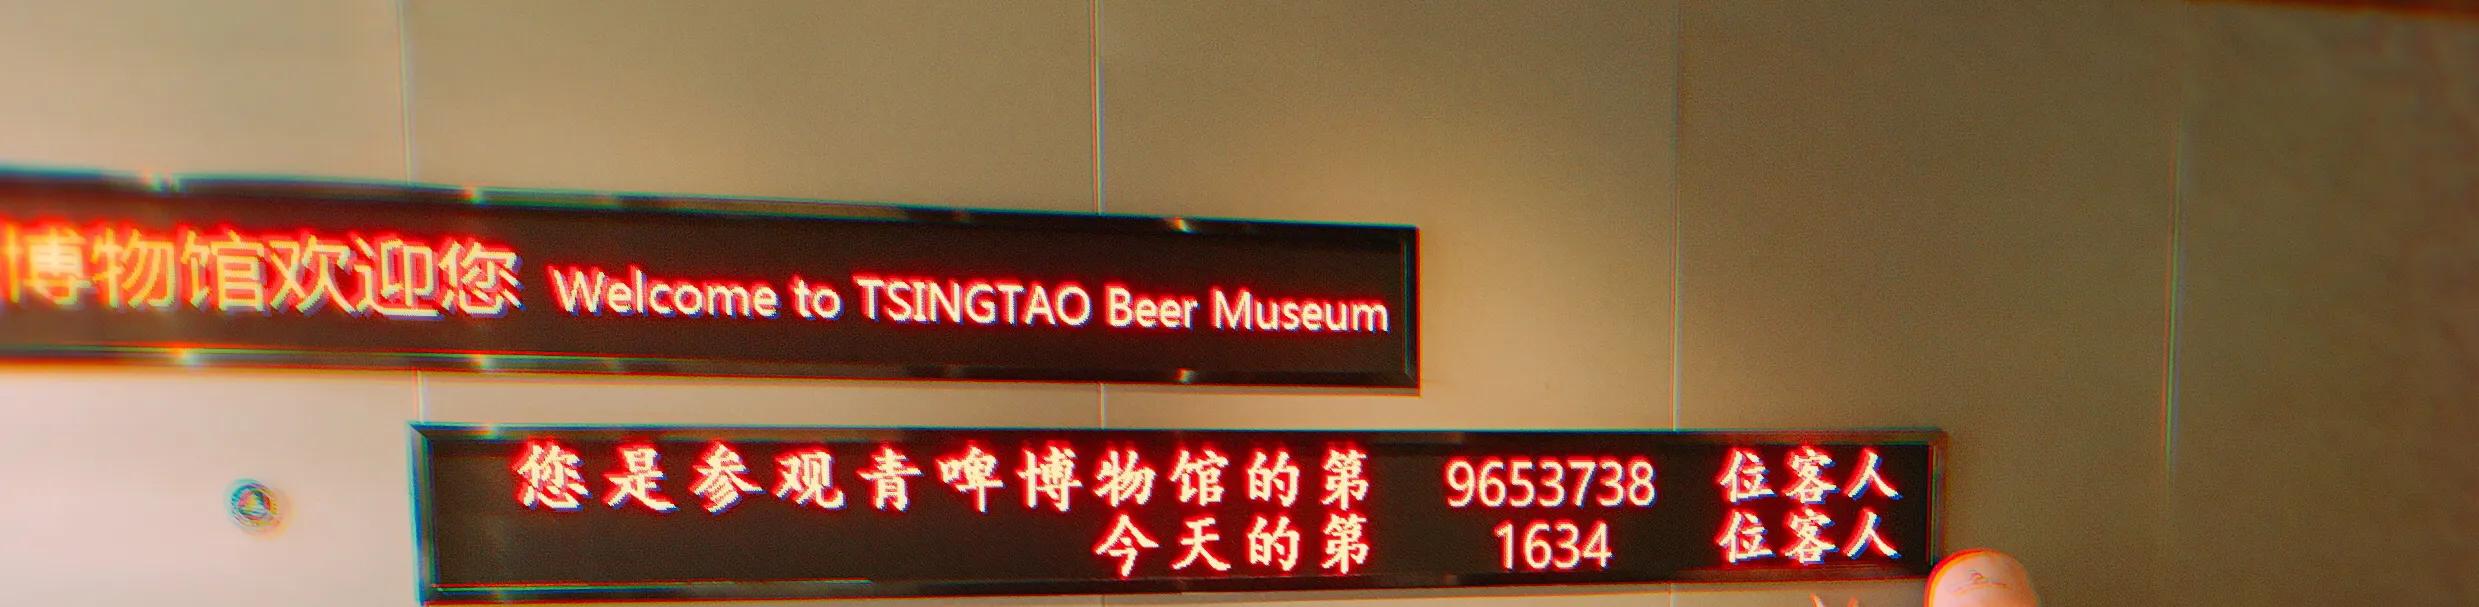 博物馆欢迎您 Welcome to TSINGTAO Beer Museum
您是参观青啤博物馆的第 9653738 位客人
今天的第 1634 位客人